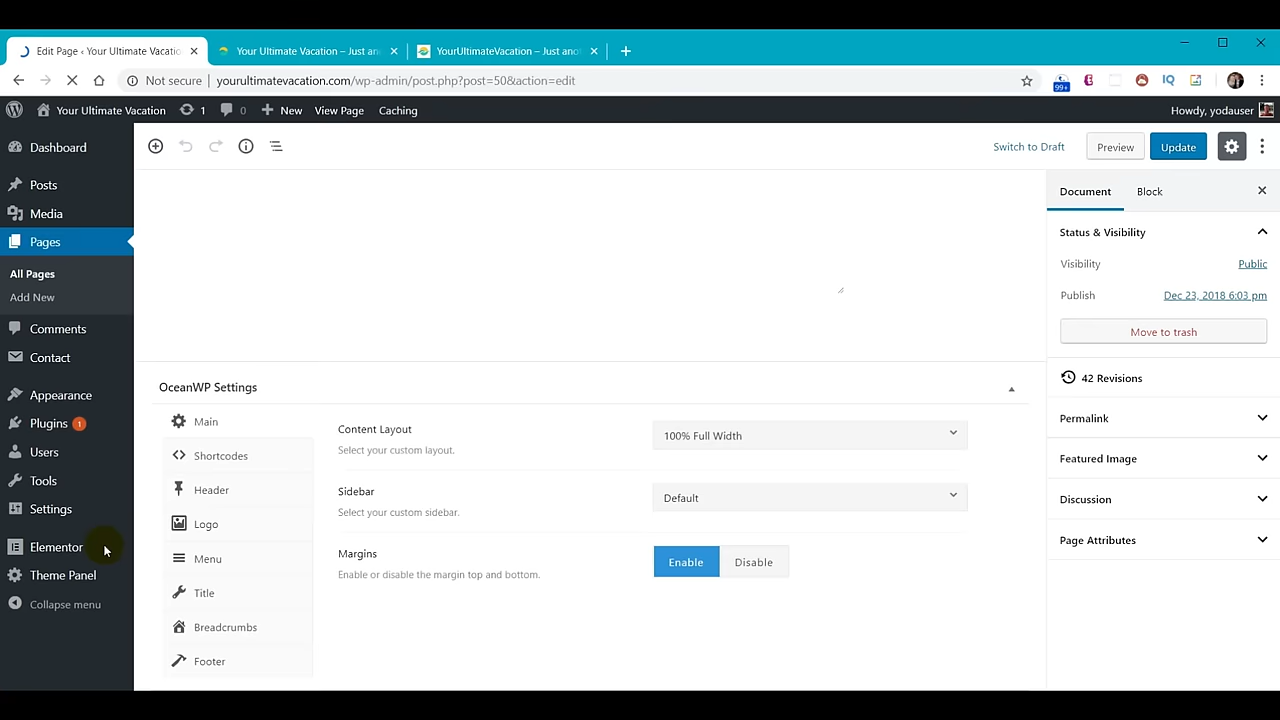 Edit Page ‹ Your Ultimate Vacatio
Your Ultimate Vacation – Just an
YourUltimateVacation – Just ano
Not secure | yourultimatevacation.com/wp-admin/post.php?post=50&action=edit
99+
IQ
Your Ultimate Vacation 1 0 New View Page Caching Howdy, yodauser
Dashboard
Posts
Media
Pages
All Pages
Add New
Comments
Contact
Appearance
Plugins 1
Users
Tools
Settings
Elementor
Theme Panel
Collapse menu
Switch to Draft Preview Update
OceanWP Settings
Main
Shortcodes
Header
Logo
Menu
Title
Breadcrumbs
Footer
Content Layout
Select your custom layout.
100% Full Width
Sidebar
Select your custom sidebar.
Default
Margins
Enable or disable the margin top and bottom.
Enable Disable
Document Block
Status & Visibility
Visibility Public
Publish Dec 23, 2018 6:03 pm
Move to trash
42 Revisions
Permalink
Featured Image
Discussion
Page Attributes